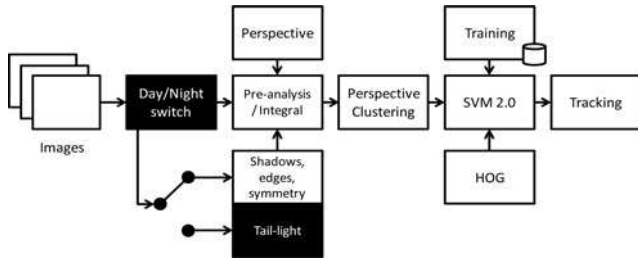 Perspective
Training
Images
Day/Night
switch
Pre-analysis
/ Integral
Perspective
Clustering
SVM 2.0
Tracking
Shadows,
edges,
symmetry
Tail-light
HOG